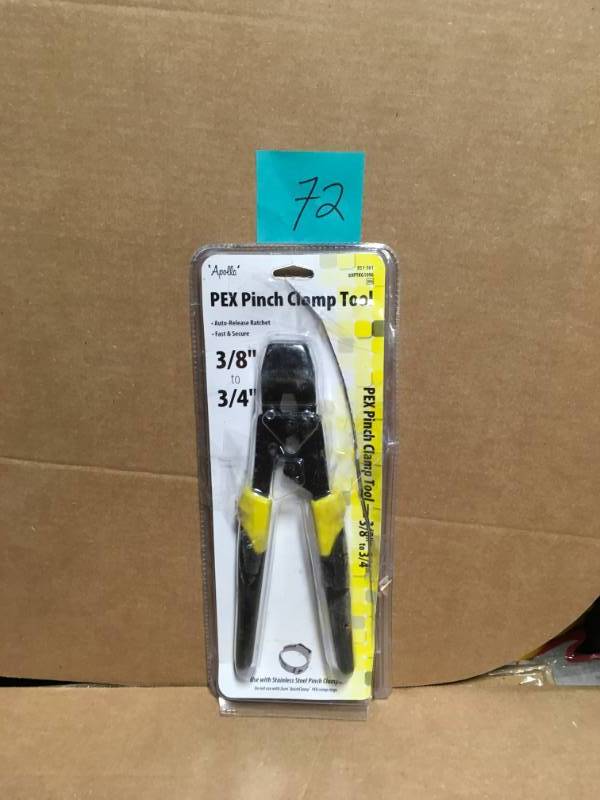 72
"Apollo"
PEX Pinch Clamp Tool
• Auto-Release Ratchet
• Fast & Secure
3/8"
to
3/4"
PEX Pinch Clamp Tool
3/8" to 3/4"
Use with Stainless Steel Pinch Clamp